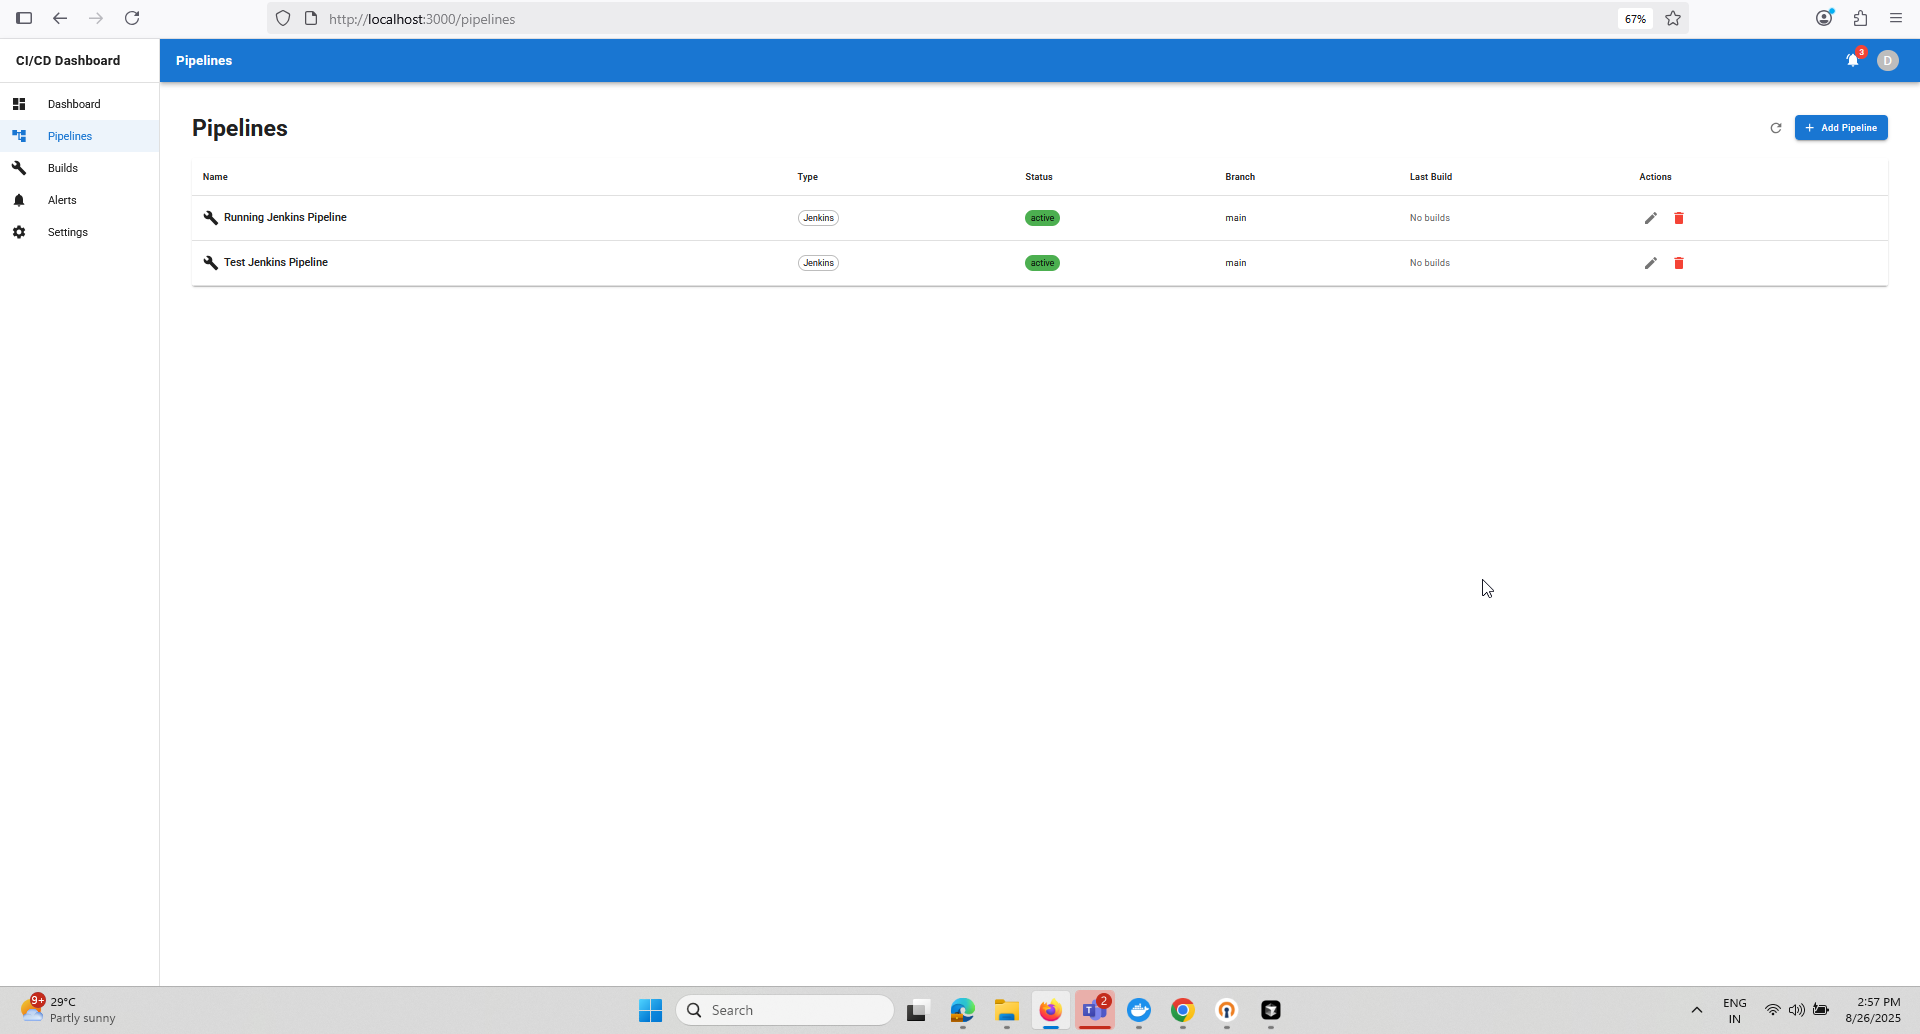 http://localhost:3000/pipelines
67%
CI/CD Dashboard
Pipelines
3
D
Dashboard
Pipelines
Builds
Alerts
Settings
Pipelines
+ Add Pipeline
Name Type Status Branch Last Build Actions
Running Jenkins Pipeline Jenkins active main No builds
Test Jenkins Pipeline Jenkins active main No builds
9+
29°C
Partly sunny
Search
2
T
ENG
IN
2:57 PM
8/26/2025